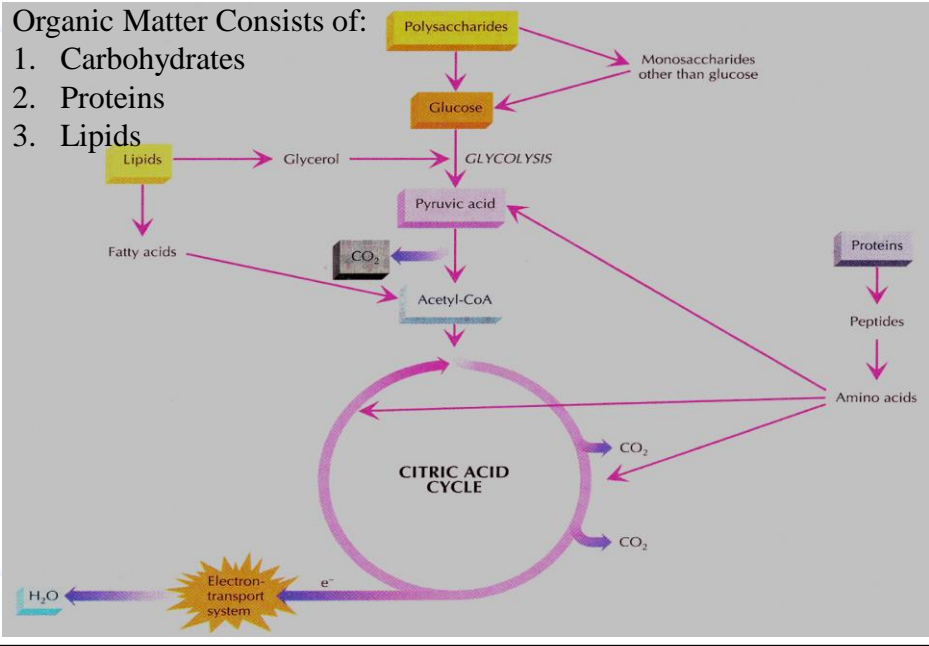 Organic Matter Consists of:
1. Carbohydrates
2. Proteins
3. Lipids
Polysaccharides
Monosaccharides
other than glucose
Glucose
Lipids
Glycerol
GLYCOLYSIS
Pyruvic acid
Fatty acids
CO₂
Proteins
Acetyl-CoA
Peptides
Amino acids
CO₂
CITRIC ACID
CYCLE
CO₂
Electron-
transport
system
e⁻
H₂O